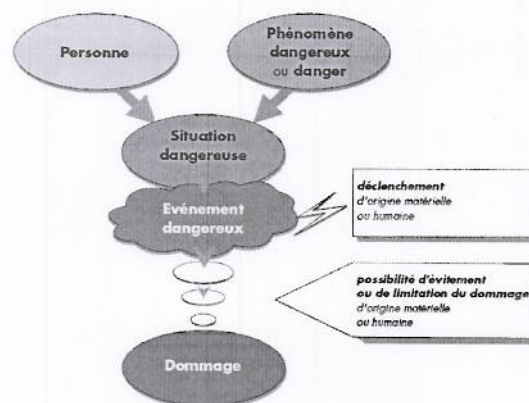 Personne
Phénomène
dangereux
ou danger
Situation
dangereuse
Evénement
dangereux
déclenchement
d'origine matérielle
ou humaine
possibilité d'évitement
ou de limitation du dommage
d'origine matérielle
ou humaine
Dommage